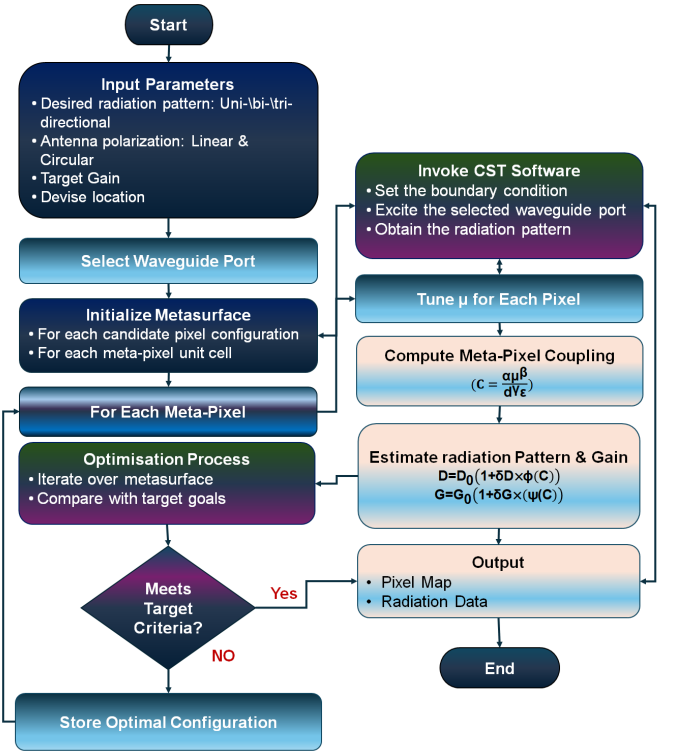 Start
Input Parameters
• Desired radiation pattern: Uni-\bi-\tri-
directional
• Antenna polarization: Linear &
Circular
• Target Gain
• Devise location
Select Waveguide Port
Initialize Metasurface
• For each candidate pixel configuration
• For each meta-pixel unit cell
For Each Meta-Pixel
Invoke CST Software
• Set the boundary condition
• Excite the selected waveguide port
• Obtain the radiation pattern
Tune μ for Each Pixel
Compute Meta-Pixel Coupling
(C = αμβ / dγε)
Estimate radiation Pattern & Gain
D=D₀(1+δD×ϕ(C))
G=G₀(1+δG×(ψ(C))
Optimisation Process
• Iterate over metasurface
• Compare with target goals
Meets
Target
Criteria?
Yes
NO
Store Optimal Configuration
Output
• Pixel Map
• Radiation Data
End